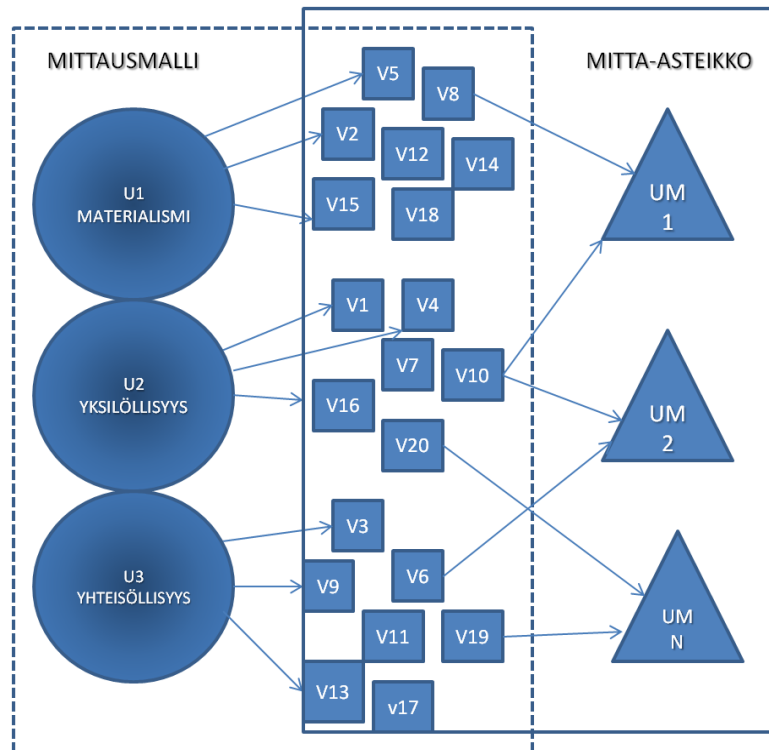 MITTAUSMALLI
MITTA-ASTEIKKO
V5
V8
V2
V12
V14
U1
MATERIALISMI
V15
V18
UM
1
V1
V4
V7
V10
U2
YKSILÖLLISYYS
V16
V20
UM
2
V3
V6
U3
YHTEISÖLLISYYS
V9
V11
V19
UM
N
V13
v17